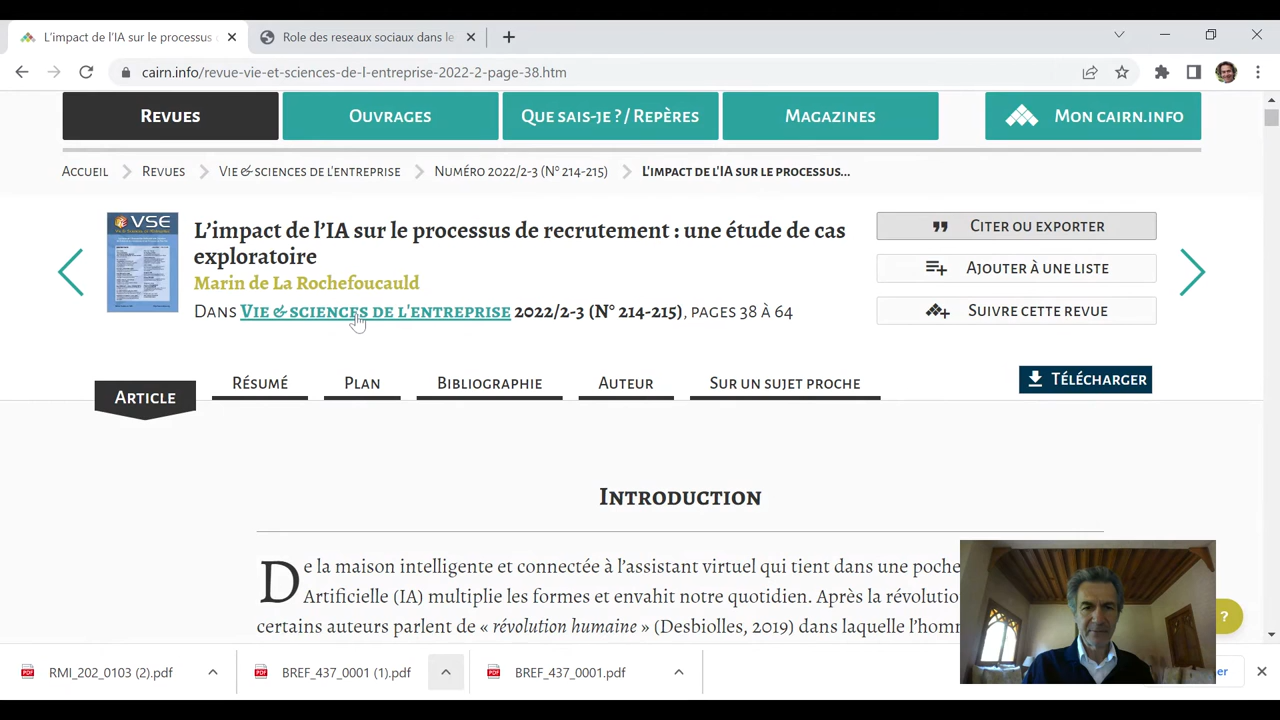 L'impact de l'IA sur le processus
Role des reseaux sociaux dans le
cairn.info/revue-vie-et-sciences-de-l-entreprise-2022-2-page-38.htm
Revues
Ouvrages
Que sais-je ? / Repères
Magazines
Mon cairn.info
Accueil
Revues
Vie & sciences de l'entreprise
Numéro 2022/2-3 (N° 214-215)
L'impact de l'IA sur le processus...
VSE
L'impact de l'IA sur le processus de recrutement : une étude de cas
exploratoire
Marin de La Rochefoucauld
Dans Vie & sciences de l'entreprise 2022/2-3 (N° 214-215), pages 38 à 64
Citer ou exporter
Ajouter à une liste
Suivre cette revue
Article
Résumé
Plan
Bibliographie
Auteur
Sur un sujet proche
Télécharger
Introduction
De la maison intelligente et connectée à l'assistant virtuel qui tient dans une poche
Artificielle (IA) multiplie les formes et envahit notre quotidien. Après la révolution
certains auteurs parlent de « révolution humaine » (Desbiolles, 2019) dans laquelle l'hom
?
RMI_202_0103 (2).pdf
BREF_437_0001 (1).pdf
BREF_437_0001.pdf
er